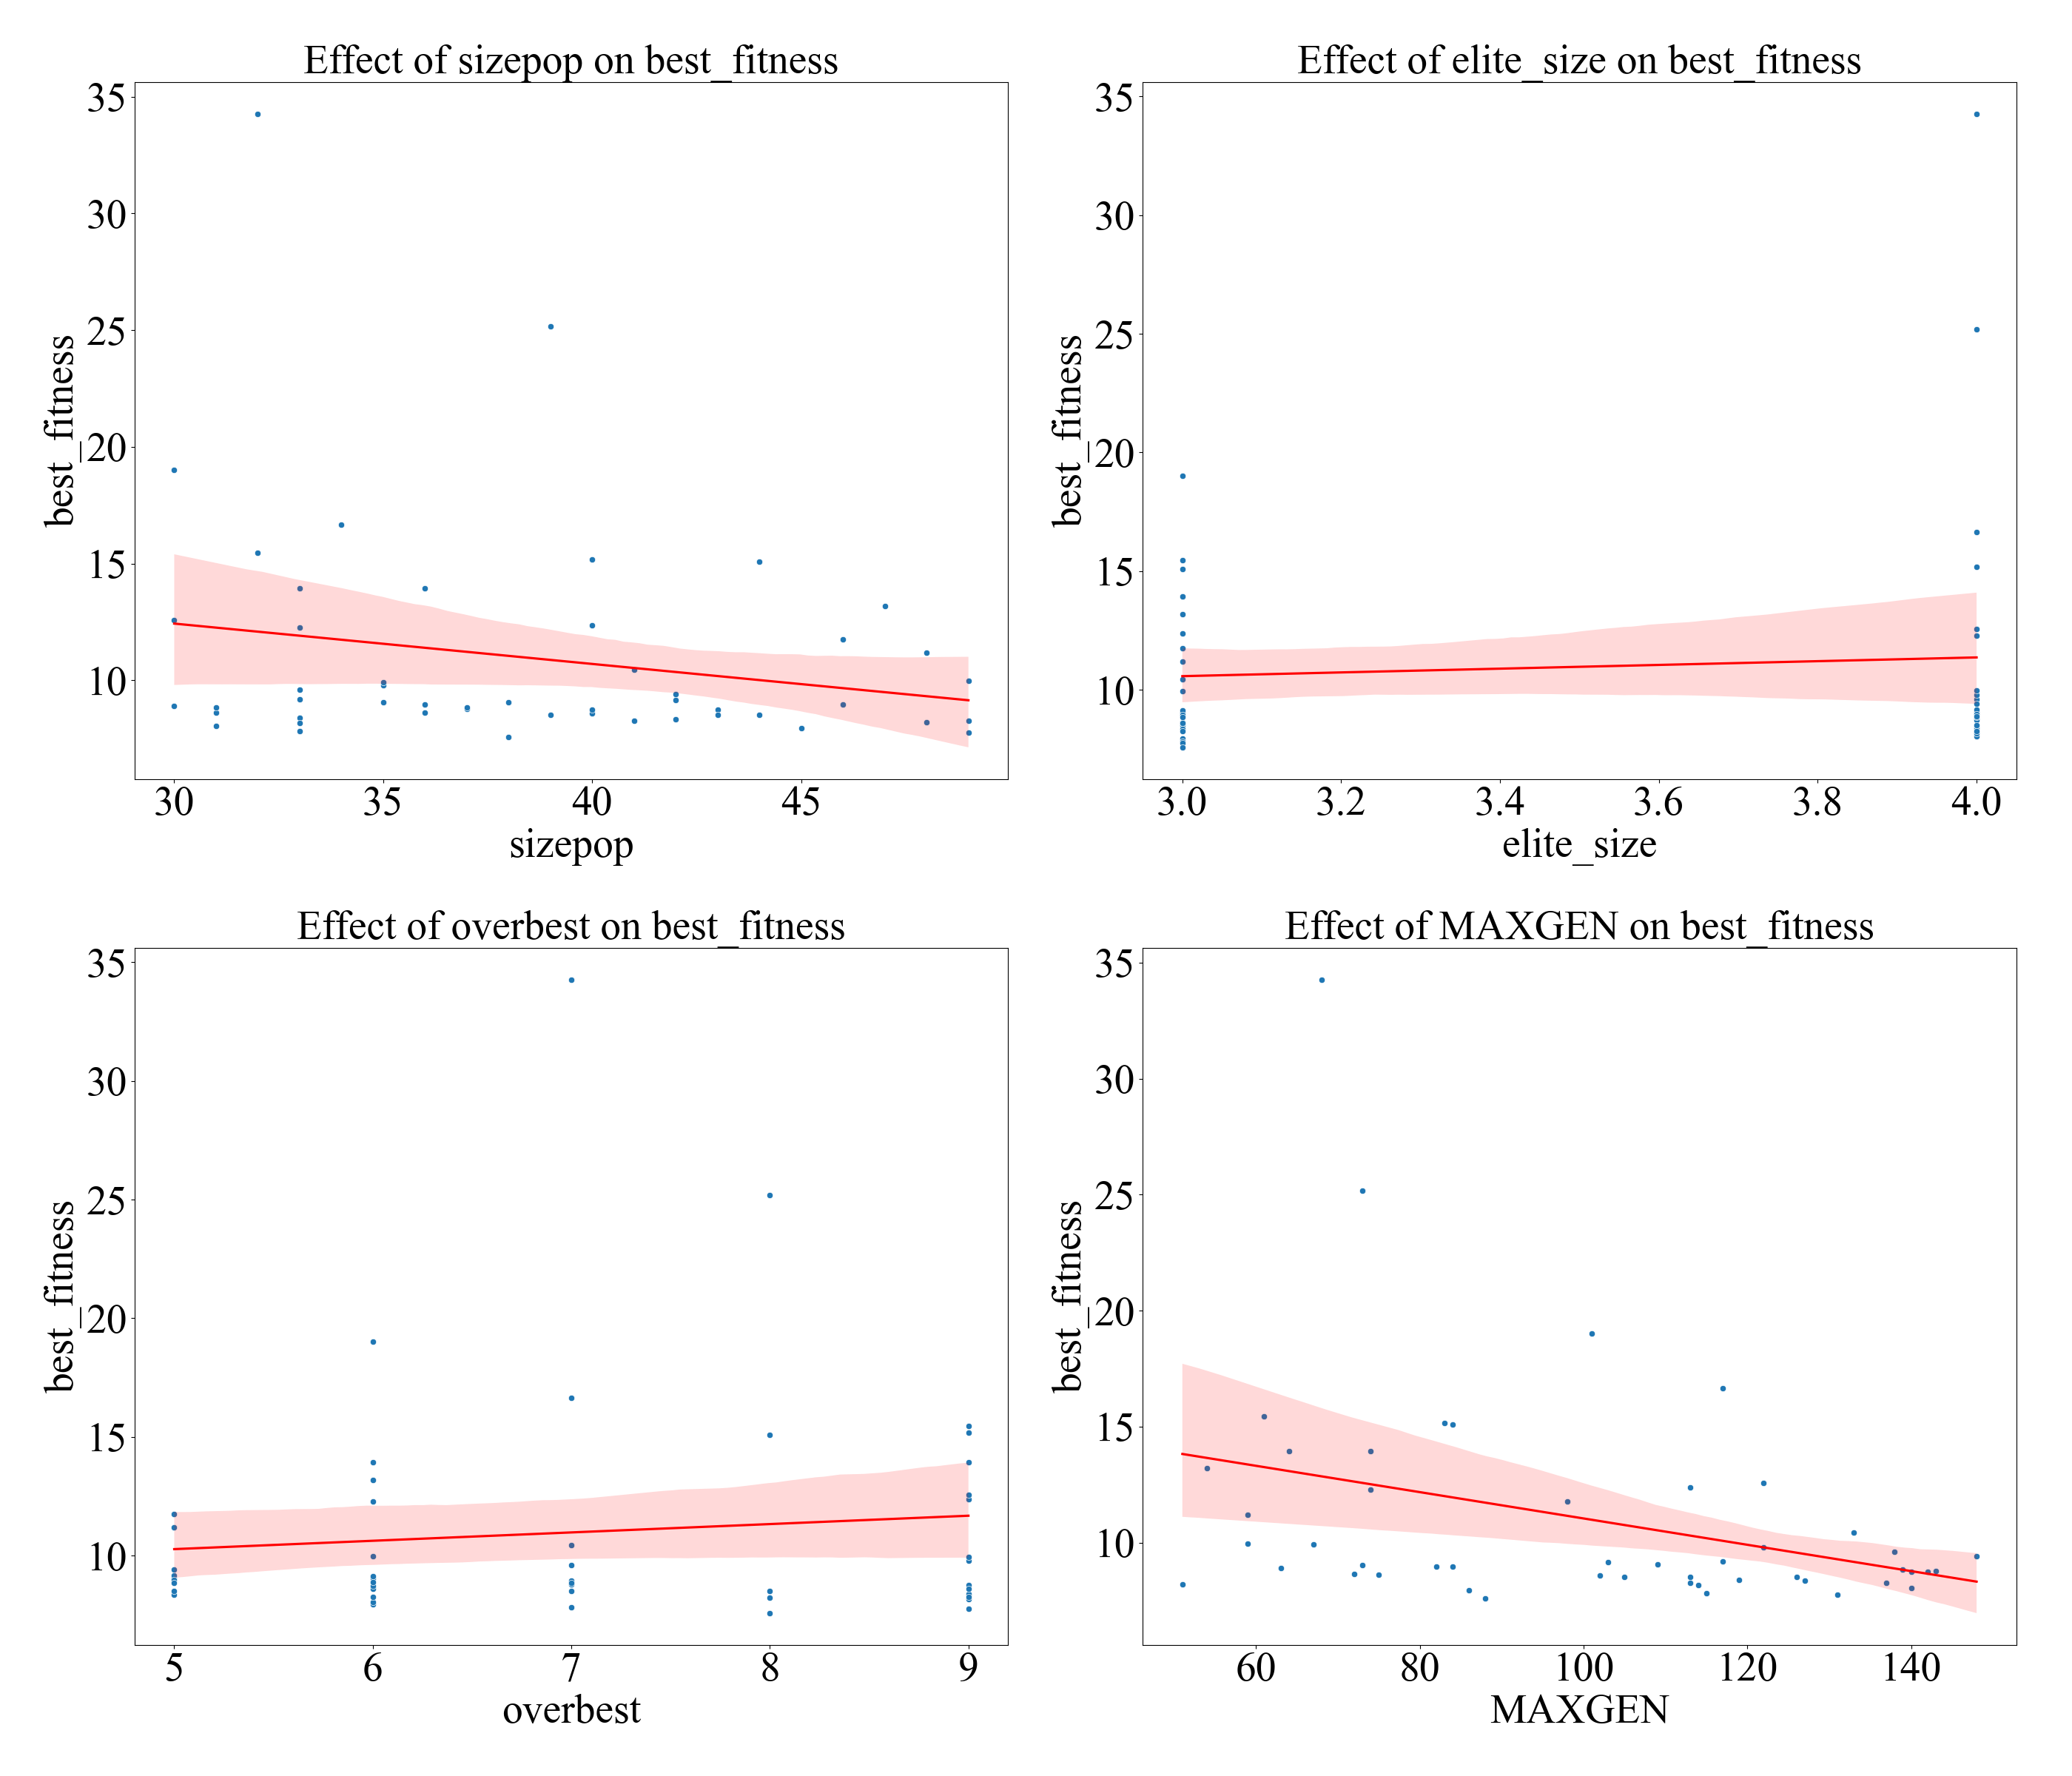 Effect of sizepop on best_fitness
35
30
25
20
15
10
best_fitness
30 35 40 45
sizepop
Effect of elite_size on best_fitness
35
30
25
20
15
10
best_fitness
3.0 3.2 3.4 3.6 3.8 4.0
elite_size
Effect of overbest on best_fitness
35
30
25
20
15
10
best_fitness
5 6 7 8 9
overbest
Effect of MAXGEN on best_fitness
35
30
25
20
15
10
best_fitness
60 80 100 120 140
MAXGEN